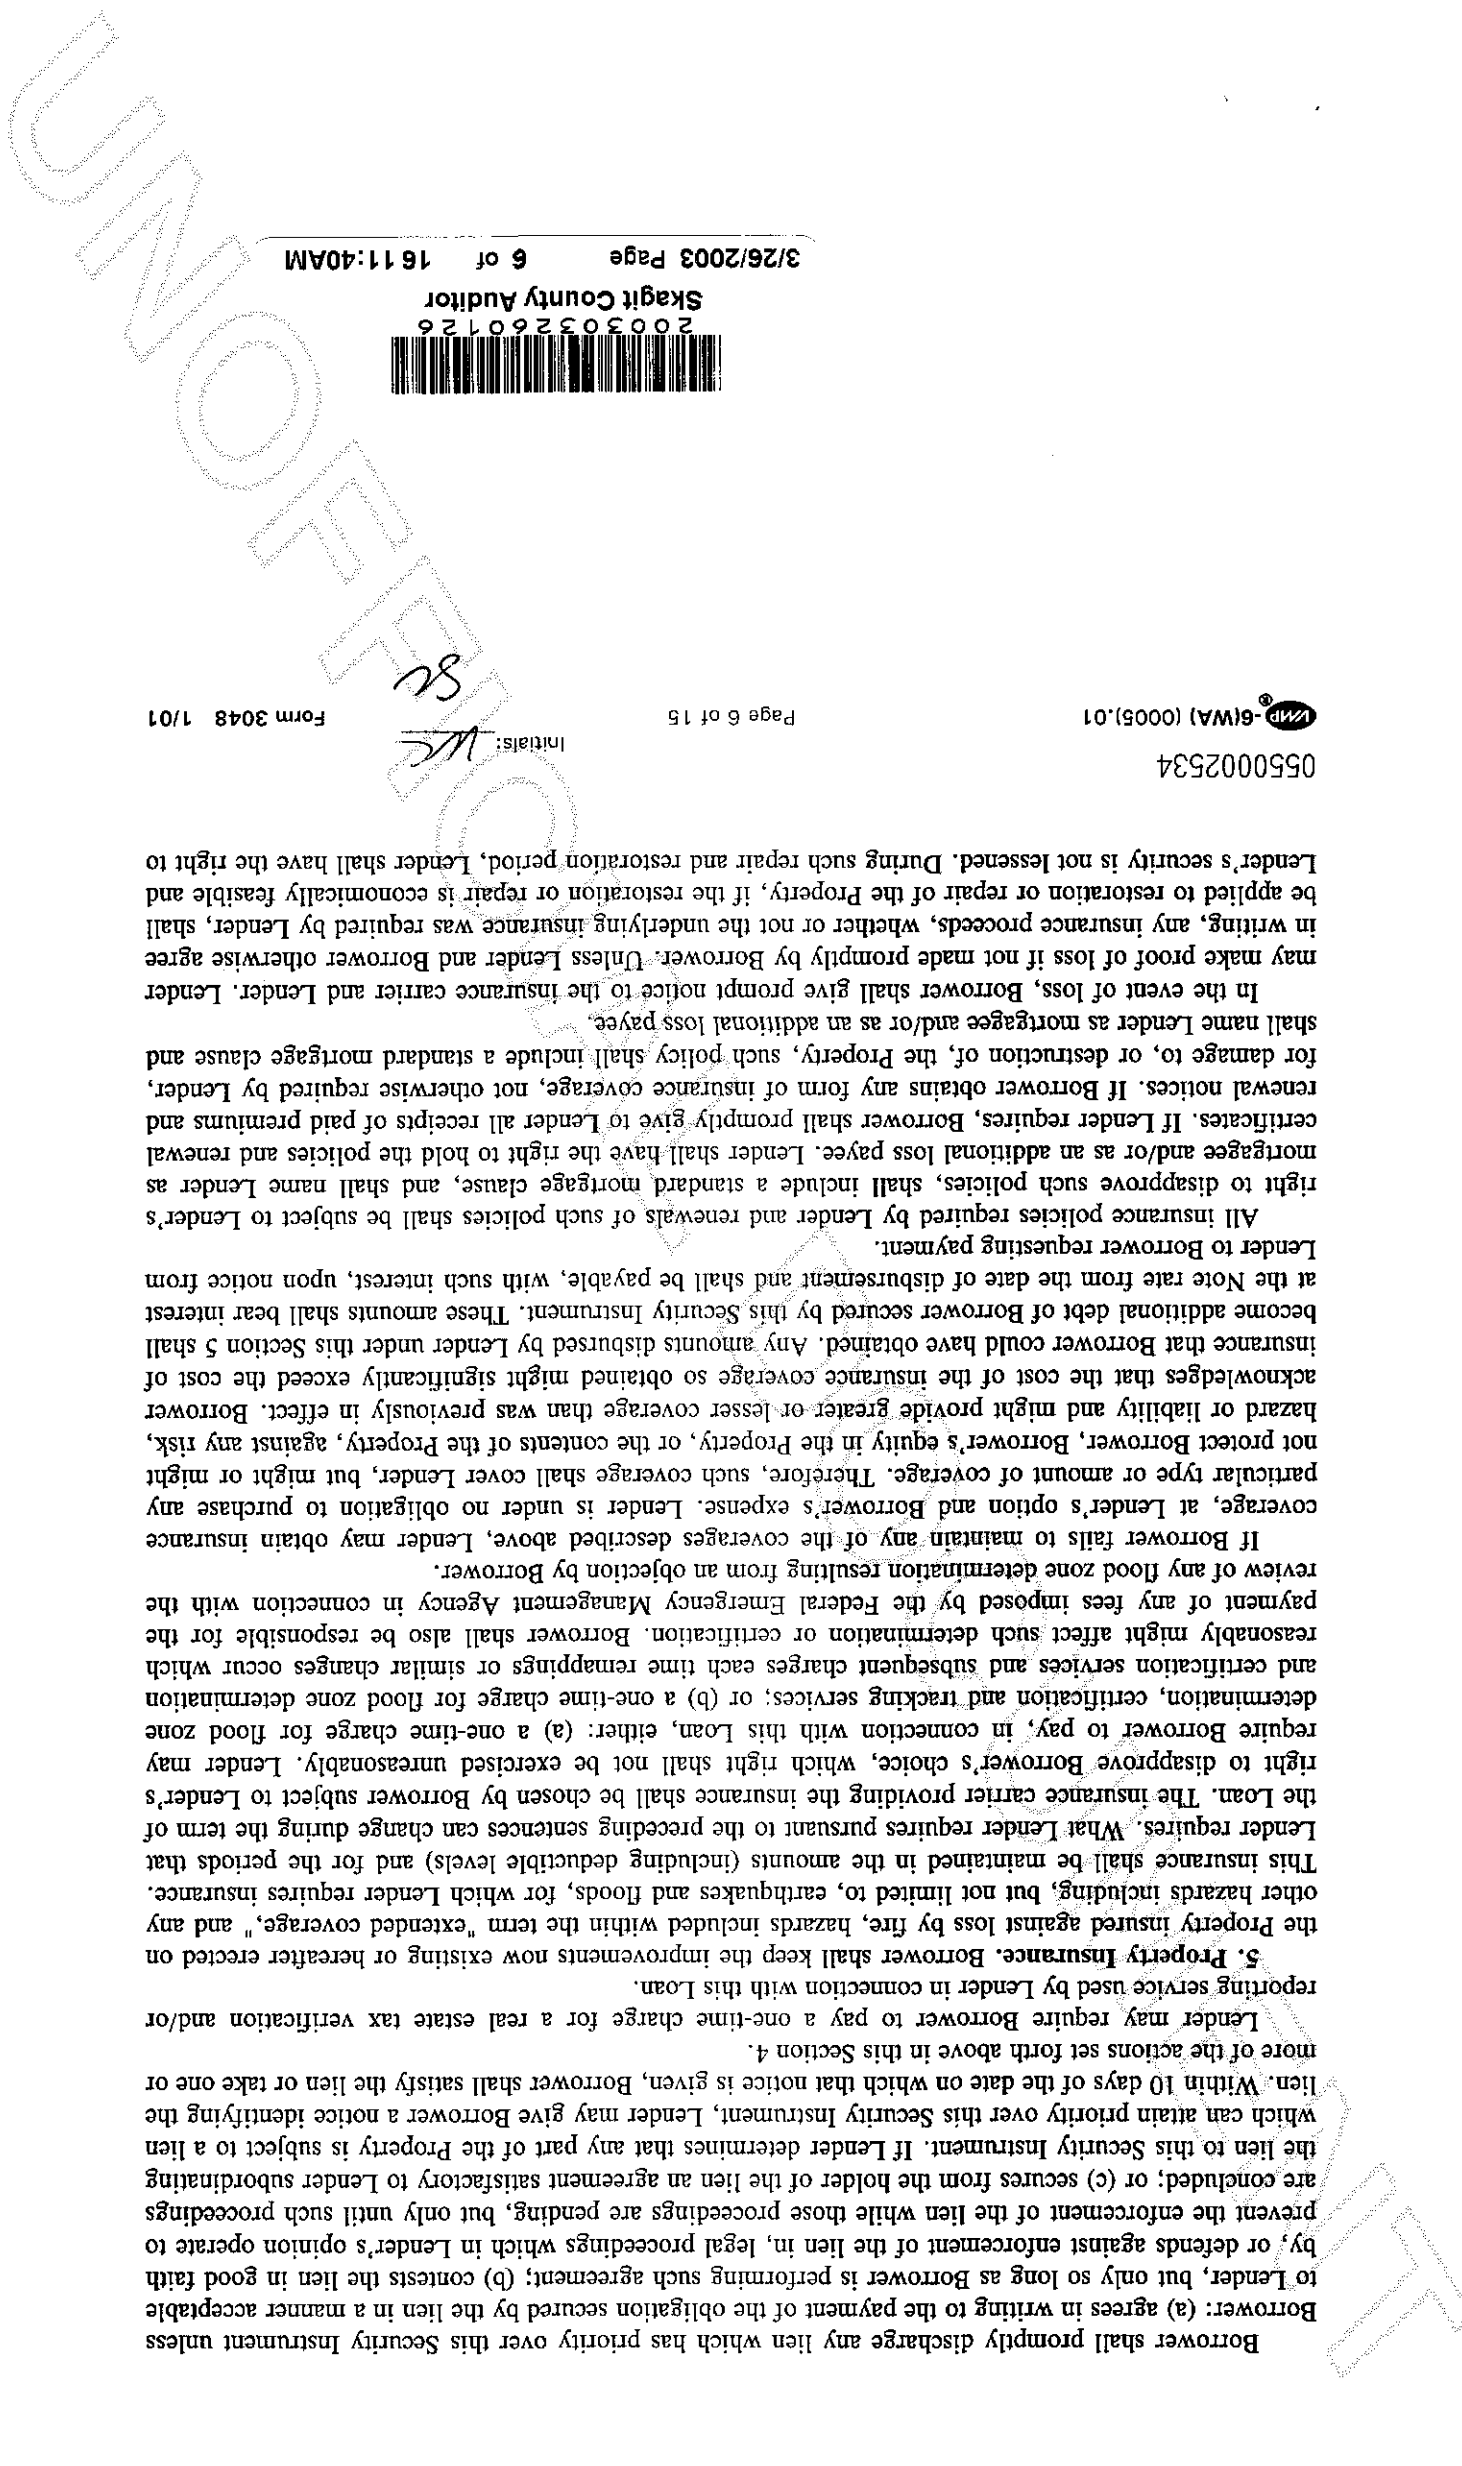 Borrower shall promptly discharge any lien which has priority over this Security Instrument unless
Borrower: (a) agrees in writing to the payment of the obligation secured by the lien in a manner acceptable
to Lender, but only so long as Borrower is performing such agreement; (b) contests the lien in good faith
by, or defends against enforcement of the lien in, legal proceedings which in Lender's opinion operate to
prevent the enforcement of the lien while those proceedings are pending, but only until such proceedings
are concluded; or (c) secures from the holder of the lien an agreement satisfactory to Lender subordinating
the lien to this Security Instrument. If Lender determines that any part of the Property is subject to a lien
which can attain priority over this Security Instrument, Lender may give Borrower a notice identifying the
lien. Within 10 days of the date on which that notice is given, Borrower shall satisfy the lien or take one or
more of the actions set forth above in this Section 4.
Lender may require Borrower to pay a one-time charge for a real estate tax verification and/or
reporting service used by Lender in connection with this Loan.
5. Property Insurance. Borrower shall keep the improvements now existing or hereafter erected on
the Property insured against loss by fire, hazards included within the term "extended coverage," and any
other hazards including, but not limited to, earthquakes and floods, for which Lender requires insurance.
This insurance shall be maintained in the amounts (including deductible levels) and for the periods that
Lender requires. What Lender requires pursuant to the preceding sentences can change during the term of
the Loan. The insurance carrier providing the insurance shall be chosen by Borrower subject to Lender's
right to disapprove Borrower's choice, which right shall not be exercised unreasonably. Lender may
require Borrower to pay, in connection with this Loan, either: (a) a one-time charge for flood zone
determination, certification and tracking services; or (b) a one-time charge for flood zone determination
and certification services and subsequent charges each time remappings or similar changes occur which
reasonably might affect such determination or certification. Borrower shall also be responsible for the
payment of any fees imposed by the Federal Emergency Management Agency in connection with the
review of any flood zone determination resulting from an objection by Borrower.
If Borrower fails to maintain any of the coverages described above, Lender may obtain insurance
coverage, at Lender's option and Borrower's expense. Lender is under no obligation to purchase any
particular type or amount of coverage. Therefore, such coverage shall cover Lender, but might or might
not protect Borrower, Borrower's equity in the Property, or the contents of the Property, against any risk,
hazard or liability and might provide greater or lesser coverage than was previously in effect. Borrower
acknowledges that the cost of the insurance coverage so obtained might significantly exceed the cost of
insurance that Borrower could have obtained. Any amounts disbursed by Lender under this Section 5 shall
become additional debt of Borrower secured by this Security Instrument. These amounts shall bear interest
at the Note rate from the date of disbursement and shall be payable, with such interest, upon notice from
Lender to Borrower requesting payment.
All insurance policies required by Lender and renewals of such policies shall be subject to Lender's
right to disapprove such policies, shall include a standard mortgage clause, and shall name Lender as
mortgagee and/or as an additional loss payee. Lender shall have the right to hold the policies and renewal
certificates. If Lender requires, Borrower shall promptly give to Lender all receipts of paid premiums and
renewal notices. If Borrower obtains any form of insurance coverage, not otherwise required by Lender,
for damage to, or destruction of, the Property, such policy shall include a standard mortgage clause and
shall name Lender as mortgagee and/or as an additional loss payee.
In the event of loss, Borrower shall give prompt notice to the insurance carrier and Lender. Lender
may make proof of loss if not made promptly by Borrower. Unless Lender and Borrower otherwise agree
in writing, any insurance proceeds, whether or not the underlying insurance was required by Lender, shall
be applied to restoration or repair of the Property, if the restoration or repair is economically feasible and
Lender's security is not lessened. During such repair and restoration period, Lender shall have the right to
0550002534
Initials:
VMP®-6(WA) (0005).01 Page 6 of 15 Form 3048 1/01
200303260126
Skagit County Auditor
3/26/2003 Page 6 of 16 11:40AM
UNOFFICIAL DOCUMENT